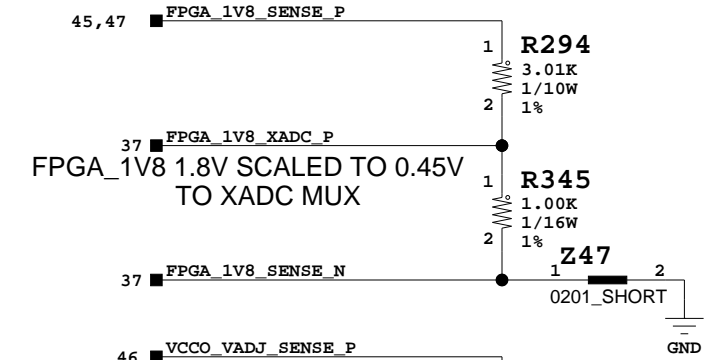 45,47 FPGA_1V8_SENSE_P
1 R294
3.01K
1/10W
2 1%
37 FPGA_1V8_XADC_P
FPGA_1V8 1.8V SCALED TO 0.45V
TO XADC MUX
1 R345
1.00K
1/16W
2 1%
Z47
37 FPGA_1V8_SENSE_N 1 2
0201_SHORT
GND
46 VCCO_VADJ_SENSE_P